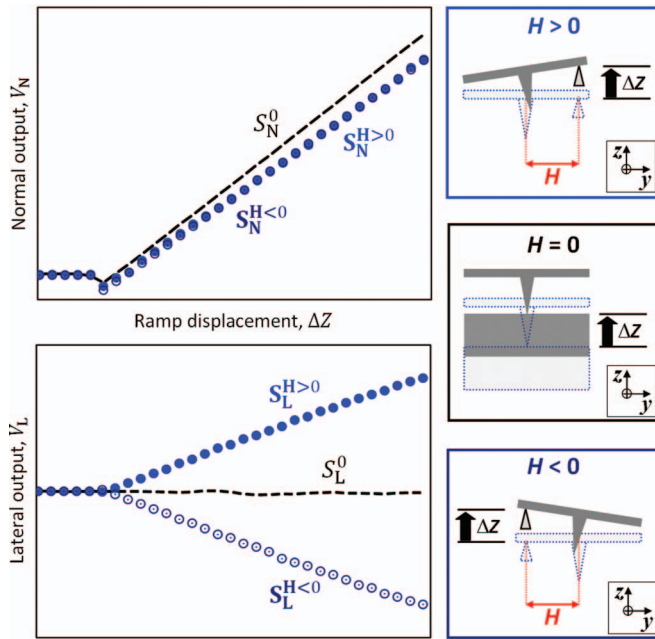 Normal output, V_N
S_N^0
S_N^{H>0}
S_N^{H<0}
Ramp displacement, ΔZ
Lateral output, V_L
S_L^{H>0}
S_L^0
S_L^{H<0}
H > 0
ΔZ
H
z
y
H = 0
ΔZ
z
y
H < 0
ΔZ
H
z
y